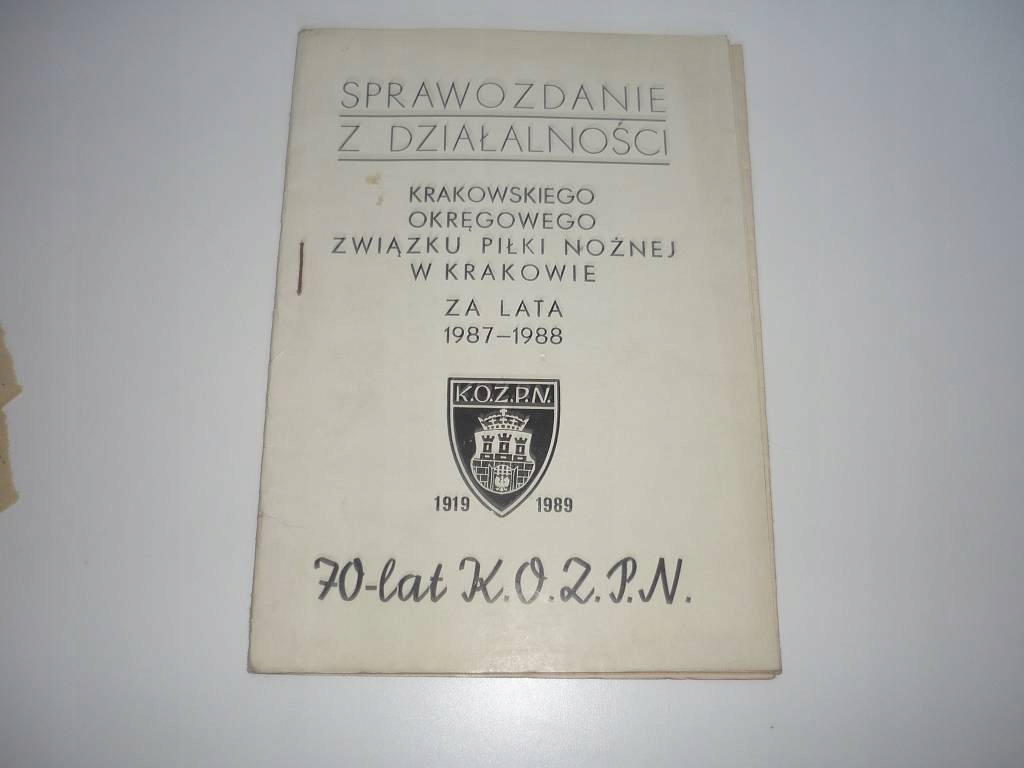 SPRAWOZDANIE
Z DZIAŁALNOŚCI
KRAKOWSKIEGO
OKRĘGOWEGO
ZWIĄZKU PIŁKI NOŻNEJ
W KRAKOWIE
ZA LATA
1987–1988
K.O.Z.P.N.
1919 1989
70-lat K.O.Z.P.N.